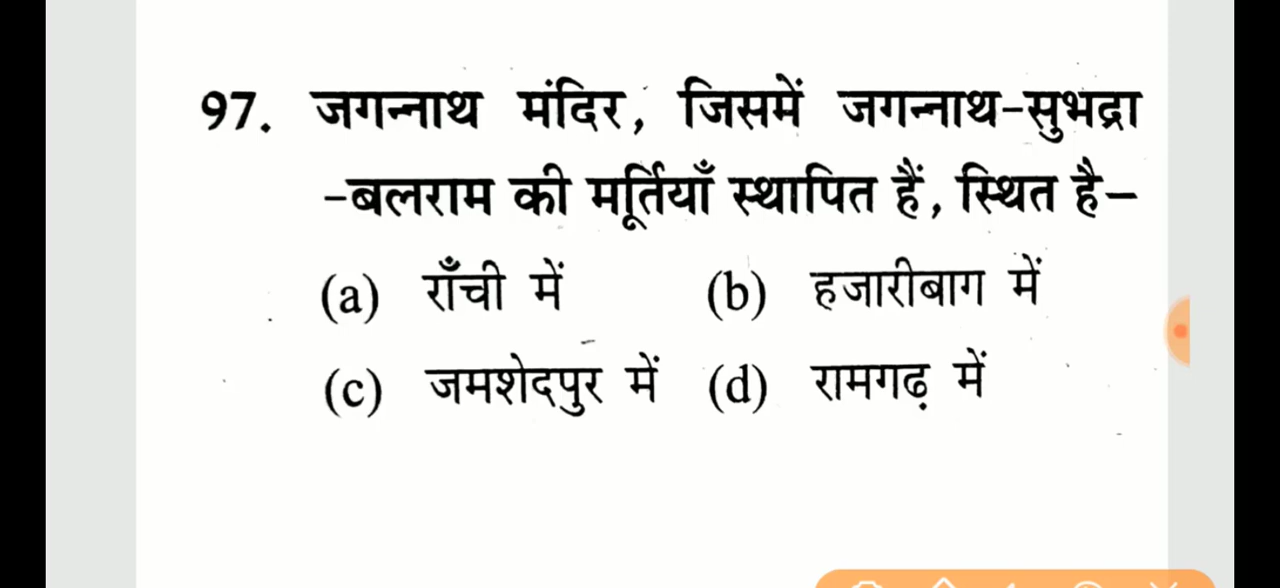 97. जगन्नाथ मंदिर, जिसमें जगन्नाथ-सुभद्रा
-बलराम की मूर्तियाँ स्थापित हैं, स्थित है–
(a) राँची में (b) हजारीबाग में
(c) जमशेदपुर में (d) रामगढ़ में